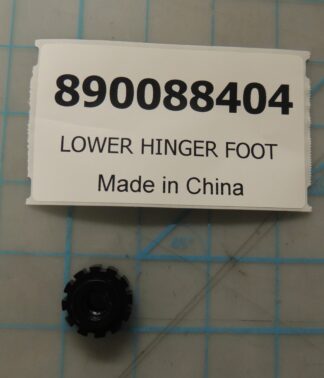 890088404
LOWER HINGER FOOT
Made in China